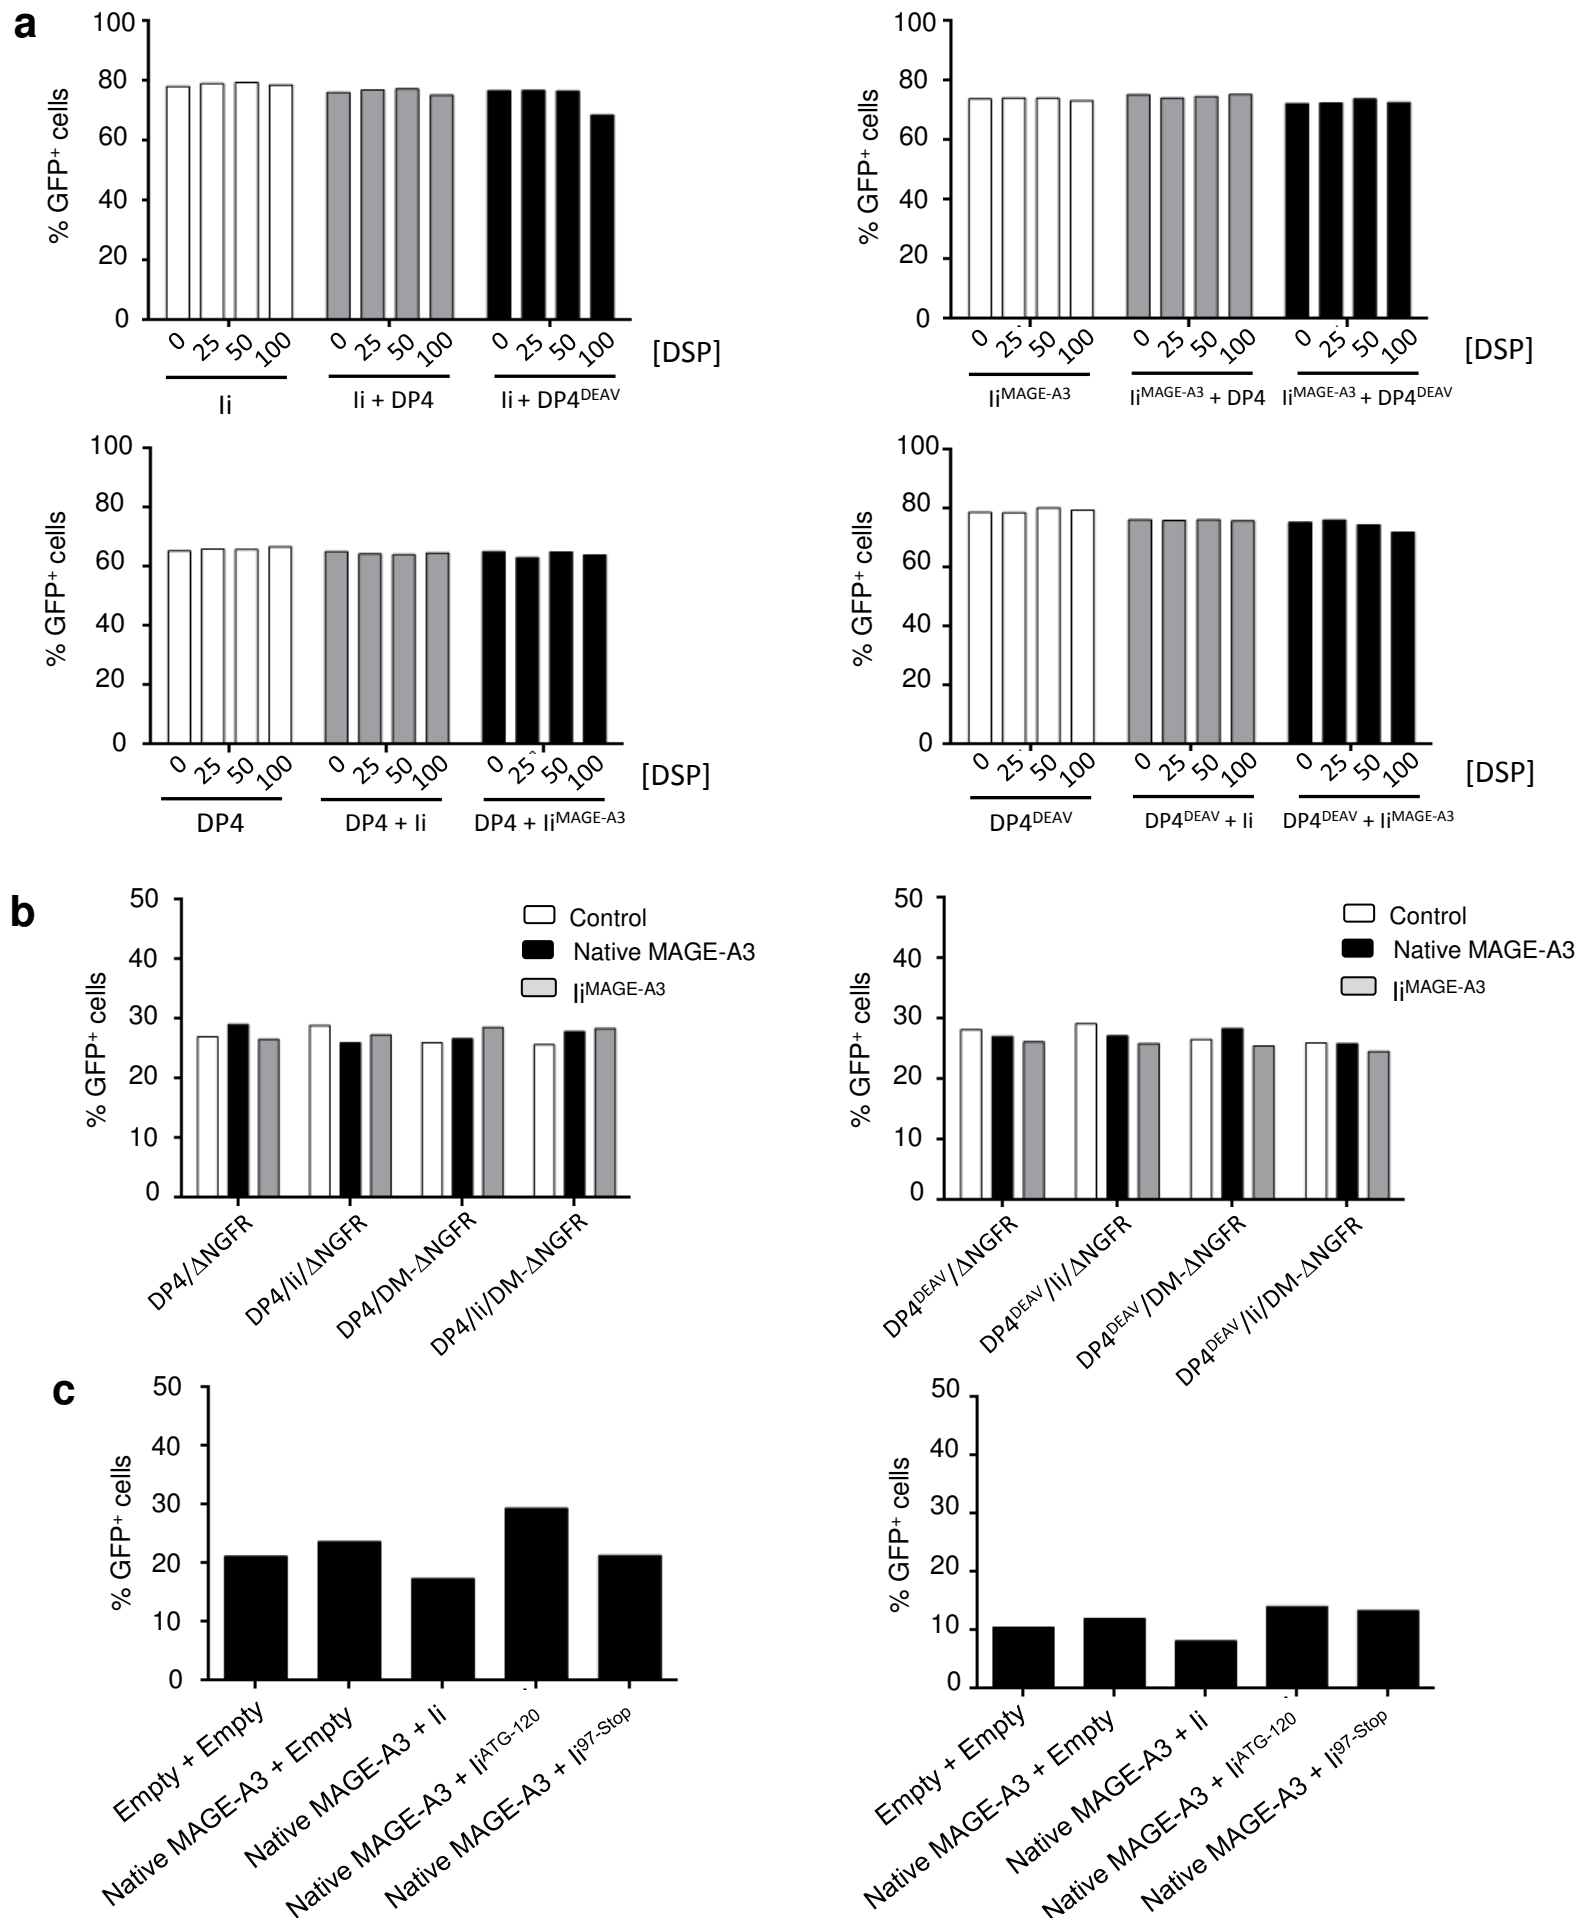 a
100
80
60
40
20
0
% GFP+ cells
0 25 50 100 0 25 50 100 0 25 50 100 [DSP]
Ii Ii + DP4 Ii + DP4DEAV
100
80
60
40
20
0
% GFP+ cells
0 25 50 100 0 25 50 100 0 25 50 100 [DSP]
IiMAGE-A3 IiMAGE-A3 + DP4 IiMAGE-A3 + DP4DEAV
100
80
60
40
20
0
% GFP+ cells
0 25 50 100 0 25 50 100 0 25 50 100 [DSP]
DP4 DP4 + Ii DP4 + IiMAGE-A3
100
80
60
40
20
0
% GFP+ cells
0 25 50 100 0 25 50 100 0 25 50 100 [DSP]
DP4DEAV DP4DEAV + Ii DP4DEAV + IiMAGE-A3
b
50
40
30
20
10
0
% GFP+ cells
Control
Native MAGE-A3
IiMAGE-A3
DP4/ΔNGFR
DP4/Ii/ΔNGFR
DP4/DM-ΔNGFR
DP4/Ii/DM-ΔNGFR
50
40
30
20
10
0
% GFP+ cells
Control
Native MAGE-A3
IiMAGE-A3
DP4DEAV/ΔNGFR
DP4DEAV/Ii/ΔNGFR
DP4DEAV/DM-ΔNGFR
DP4DEAV/Ii/DM-ΔNGFR
c
50
40
30
20
10
0
% GFP+ cells
Empty + Empty
Native MAGE-A3 + Empty
Native MAGE-A3 + Ii
Native MAGE-A3 + IiATG-120
Native MAGE-A3 + Ii97-Stop
50
40
30
20
10
0
% GFP+ cells
Empty + Empty
Native MAGE-A3 + Empty
Native MAGE-A3 + Ii
Native MAGE-A3 + IiATG-120
Native MAGE-A3 + Ii97-Stop